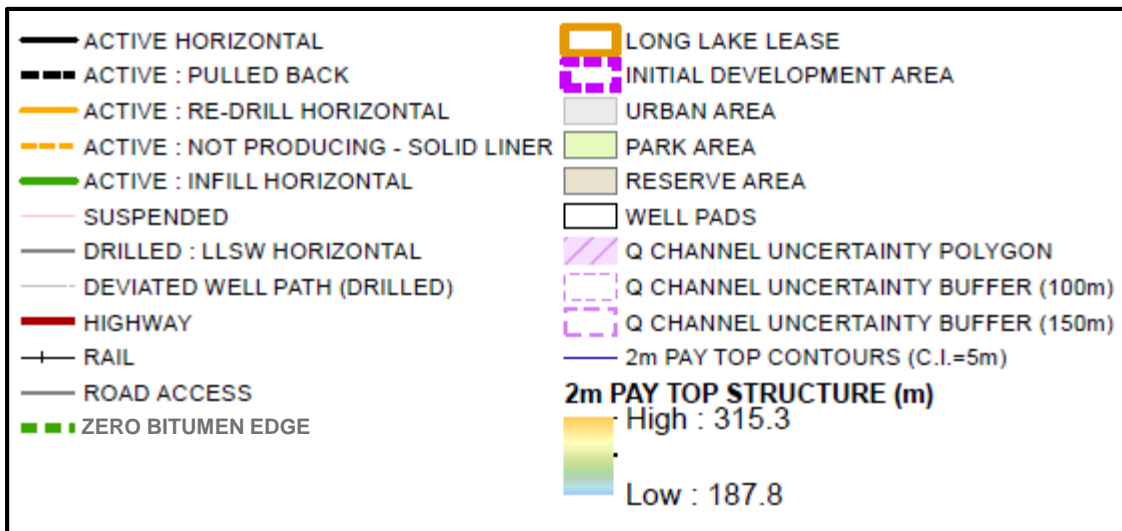 ACTIVE HORIZONTAL
ACTIVE : PULLED BACK
ACTIVE : RE-DRILL HORIZONTAL
ACTIVE : NOT PRODUCING - SOLID LINER
ACTIVE : INFILL HORIZONTAL
SUSPENDED
DRILLED : LLSW HORIZONTAL
DEVIATED WELL PATH (DRILLED)
HIGHWAY
RAIL
ROAD ACCESS
ZERO BITUMEN EDGE
LONG LAKE LEASE
INITIAL DEVELOPMENT AREA
URBAN AREA
PARK AREA
RESERVE AREA
WELL PADS
Q CHANNEL UNCERTAINTY POLYGON
Q CHANNEL UNCERTAINTY BUFFER (100m)
Q CHANNEL UNCERTAINTY BUFFER (150m)
2m PAY TOP CONTOURS (C.I.=5m)
2m PAY TOP STRUCTURE (m)
High : 315.3
Low : 187.8